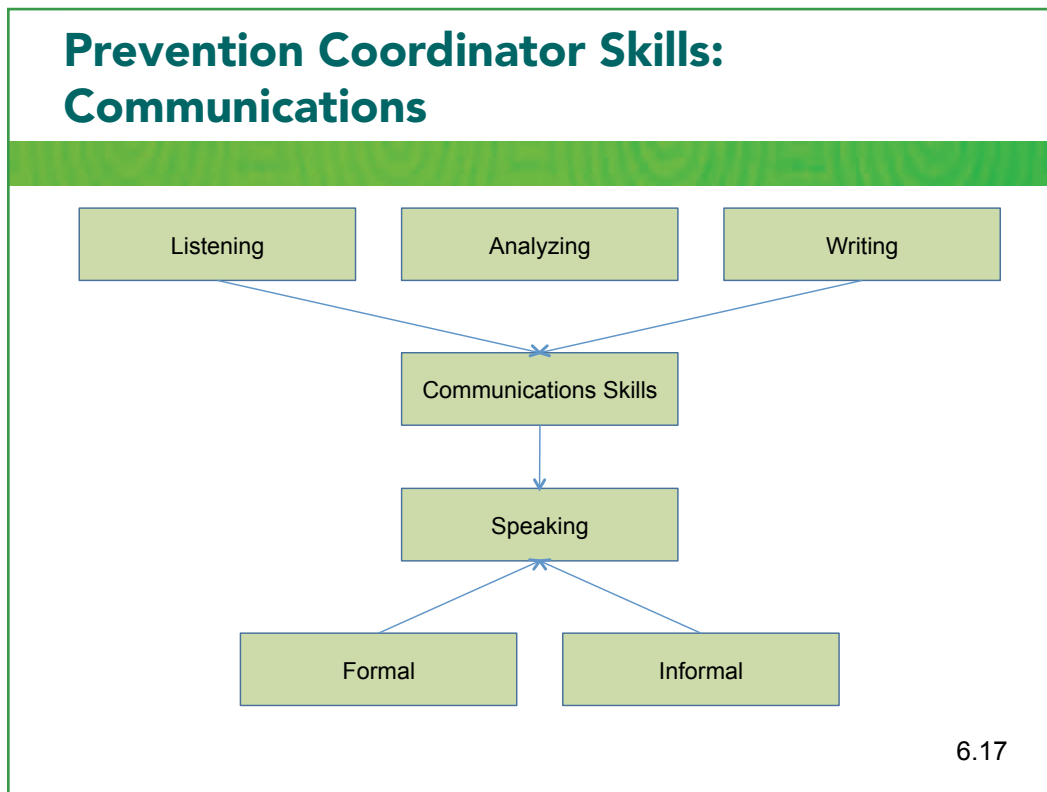 Prevention Coordinator Skills:
Communications
Listening
Analyzing
Writing
Communications Skills
Speaking
Formal
Informal
6.17